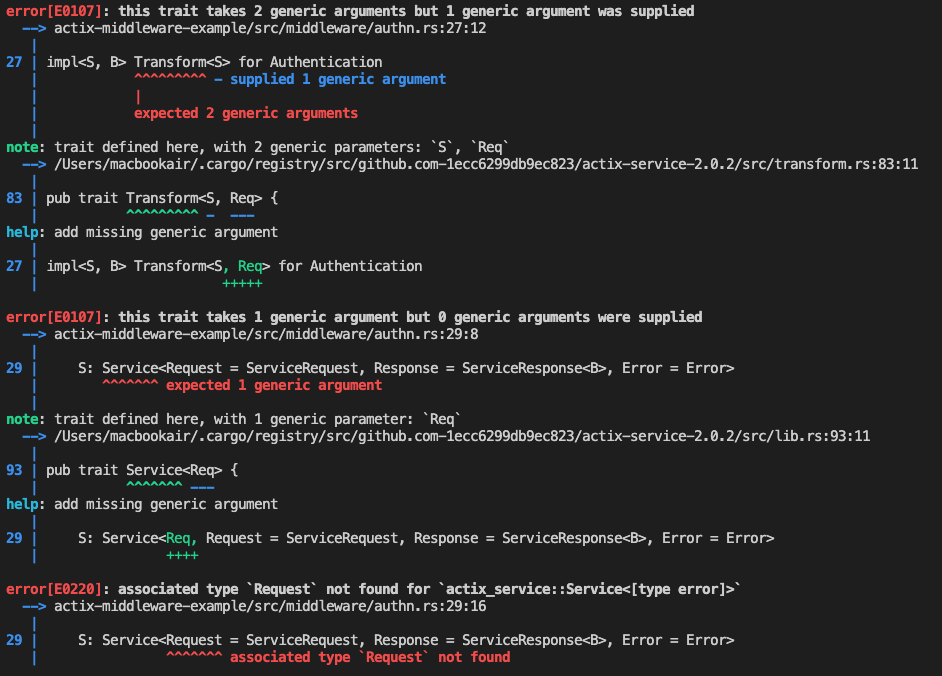 error[E0107]: this trait takes 2 generic arguments but 1 generic argument was supplied
  --> actix-middleware-example/src/middleware/authn.rs:27:12
   |
27 | impl<S, B> Transform<S> for Authentication
   |            ^^^^^^^^^ - supplied 1 generic argument
   |            |
   |            expected 2 generic arguments
   |
note: trait defined here, with 2 generic parameters: `S`, `Req`
  --> /Users/macbookair/.cargo/registry/src/github.com-1ecc6299db9ec823/actix-service-2.0.2/src/transform.rs:83:11
   |
83 | pub trait Transform<S, Req> {
   |           ^^^^^^^^^ -  ---
help: add missing generic argument
   |
27 | impl<S, B> Transform<S, Req> for Authentication
   |                       +++++

error[E0107]: this trait takes 1 generic argument but 0 generic arguments were supplied
  --> actix-middleware-example/src/middleware/authn.rs:29:8
   |
29 |     S: Service<Request = ServiceRequest, Response = ServiceResponse<B>, Error = Error>
   |        ^^^^^^^ expected 1 generic argument
   |
note: trait defined here, with 1 generic parameter: `Req`
  --> /Users/macbookair/.cargo/registry/src/github.com-1ecc6299db9ec823/actix-service-2.0.2/src/lib.rs:93:11
   |
93 | pub trait Service<Req> {
   |           ^^^^^^^ ---
help: add missing generic argument
   |
29 |     S: Service<Req, Request = ServiceRequest, Response = ServiceResponse<B>, Error = Error>
   |                ++++

error[E0220]: associated type `Request` not found for `actix_service::Service<[type error]>`
  --> actix-middleware-example/src/middleware/authn.rs:29:16
   |
29 |     S: Service<Request = ServiceRequest, Response = ServiceResponse<B>, Error = Error>
   |                ^^^^^^^ associated type `Request` not found